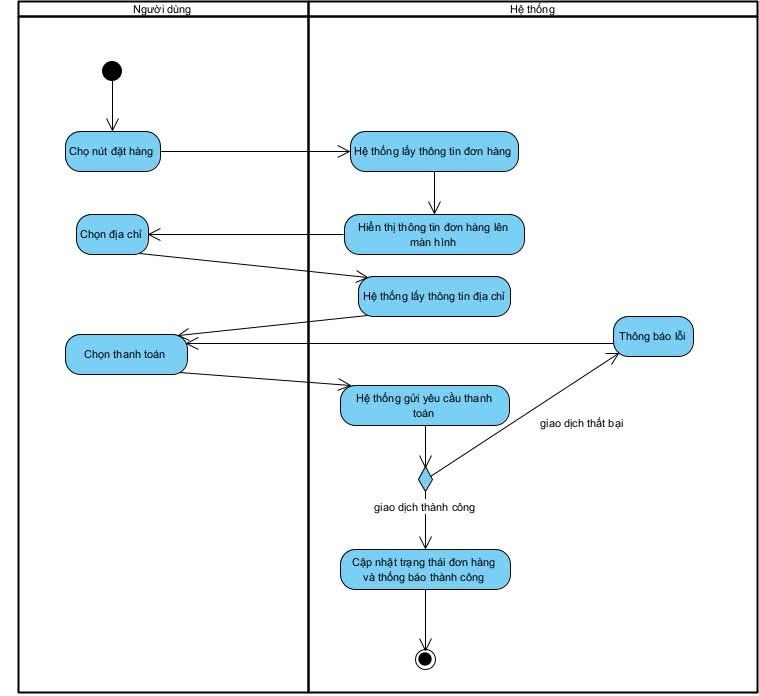 Người dùng
Hệ thống
Chọ nút đặt hàng
Hệ thống lấy thông tin đơn hàng
Chọn địa chỉ
Hiển thị thông tin đơn hàng lên
màn hình
Hệ thống lấy thông tin địa chỉ
Thông báo lỗi
Chọn thanh toán
Hệ thống gửi yêu cầu thanh
toán
giao dịch thất bại
giao dịch thành công
Cập nhật trạng thái đơn hàng
và thống báo thành công